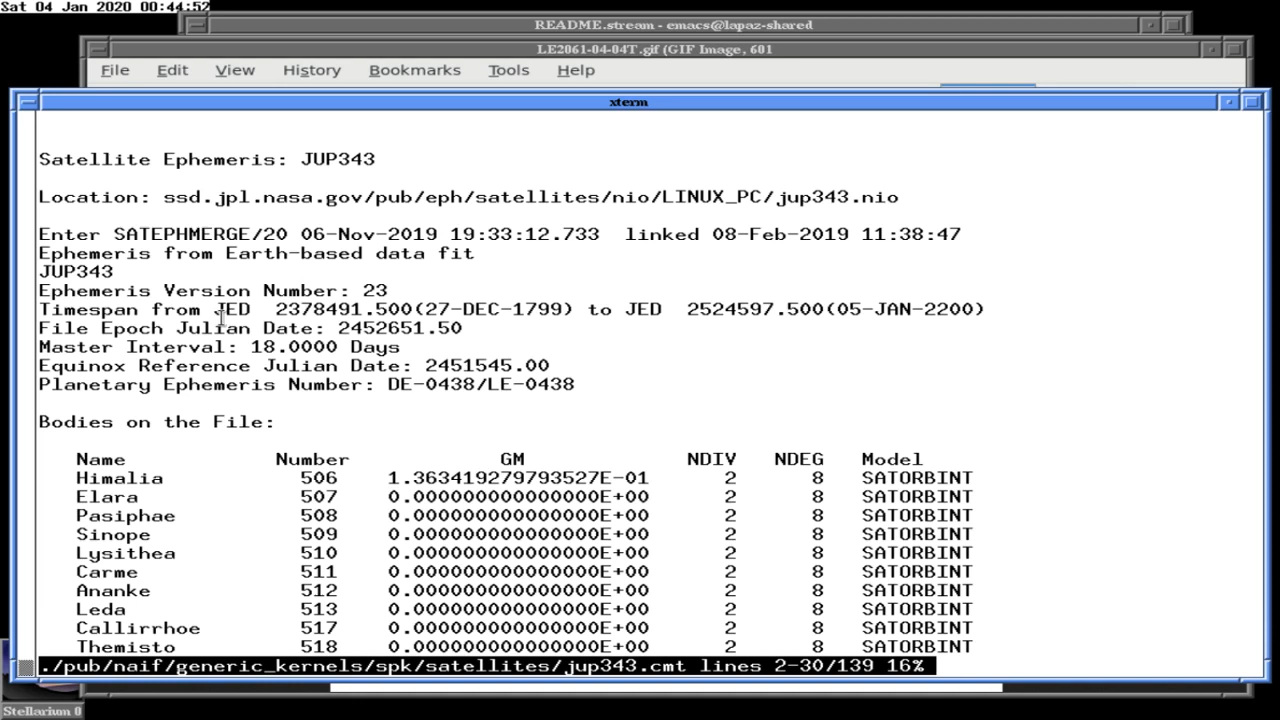 Sat 04 Jan 2020 00:44:52
README.stream - emacs@lapaz-shared
LE2061-04-04T.gif (GIF Image, 601
File Edit View History Bookmarks Tools Help
xterm
Satellite Ephemeris: JUP343
Location: ssd.jpl.nasa.gov/pub/eph/satellites/nio/LINUX_PC/jup343.nio
Enter SATEPHMERGE/20 06-Nov-2019 19:33:12.733 linked 08-Feb-2019 11:38:47
Ephemeris from Earth-based data fit
JUP343
Ephemeris Version Number: 23
Timespan from JED 2378491.500(27-DEC-1799) to JED 2524597.500(05-JAN-2200)
File Epoch Julian Date: 2452651.50
Master Interval: 18.0000 Days
Equinox Reference Julian Date: 2451545.00
Planetary Ephemeris Number: DE-0438/LE-0438
Bodies on the File:
Name Number GM NDIV NDEG Model
Himalia 506 1.363419279793527E-01 2 8 SATORBINT
Elara 507 0.000000000000000E+00 2 8 SATORBINT
Pasiphae 508 0.000000000000000E+00 2 8 SATORBINT
Sinope 509 0.000000000000000E+00 2 8 SATORBINT
Lysithea 510 0.000000000000000E+00 2 8 SATORBINT
Carme 511 0.000000000000000E+00 2 8 SATORBINT
Ananke 512 0.000000000000000E+00 2 8 SATORBINT
Leda 513 0.000000000000000E+00 2 8 SATORBINT
Callirrhoe 517 0.000000000000000E+00 2 8 SATORBINT
Themisto 518 0.000000000000000E+00 2 8 SATORBINT
./pub/naif/generic_kernels/spk/satellites/jup343.cmt lines 2-30/139 16%
Stellarium 0